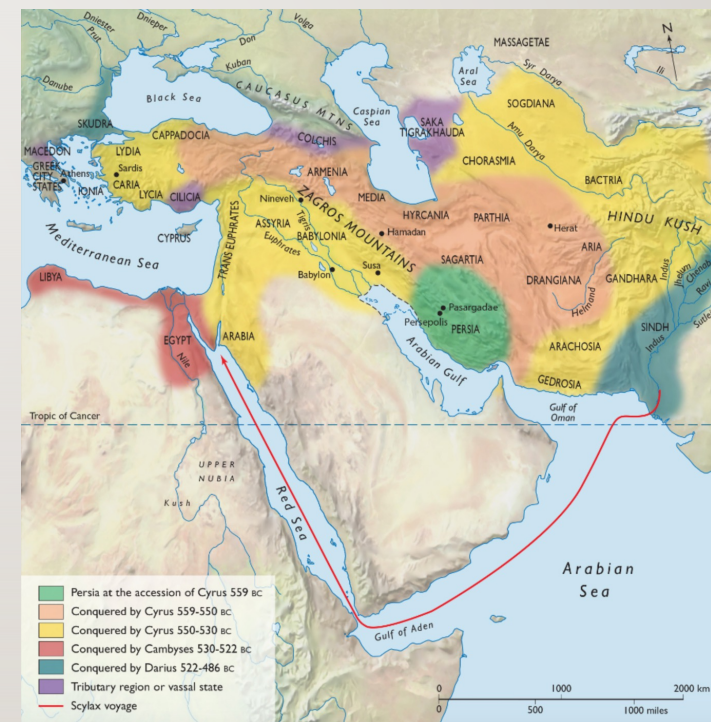 Dniester
Dnieper
Prut
Volga
Don
Kuban
Danube
MASSAGETAE
N
Syr Darya
Ili
Aral
Sea
Black Sea
CAUCASUS MTNS
Caspian
Sea
SAKA
TIGRAKHAUDA
SOGDIANA
Amu Darya
SKUDRA
CAPPADOCIA
COLCHIS
MACEDON
GREEK
CITY
STATES
Athens
IONIA
LYDIA
Sardis
CARIA
LYCIA
CILICIA
ARMENIA
CHORASMIA
BACTRIA
Nineveh
MEDIA
ZAGROS MOUNTAINS
HYRCANIA
PARTHIA
HINDU KUSH
Mediterranean Sea
CYPRUS
TRANS EUPHRATES
ASSYRIA
Tigris
Euphrates
BABYLONIA
Hamadan
Herat
ARIA
SAGARTIA
Babylon
Susa
DRANGIANA
Helmand
GANDHARA
Indus
Jhelum
Chenab
Ravi
Sutlej
LIBYA
EGYPT
Nile
ARABIA
Pasargadae
Persepolis
PERSIA
SINDH
Indus
ARACHOSIA
GEDROSIA
Arabian Gulf
Gulf of
Oman
Tropic of Cancer
UPPER
NUBIA
Kush
Red Sea
Arabian
Sea
Gulf of Aden
Persia at the accession of Cyrus 559 BC
Conquered by Cyrus 559-550 BC
Conquered by Cyrus 550-530 BC
Conquered by Cambyses 530-522 BC
Conquered by Darius 522-486 BC
Tributary region or vassal state
Scylax voyage
0 1000 2000 km
0 500 1000 miles